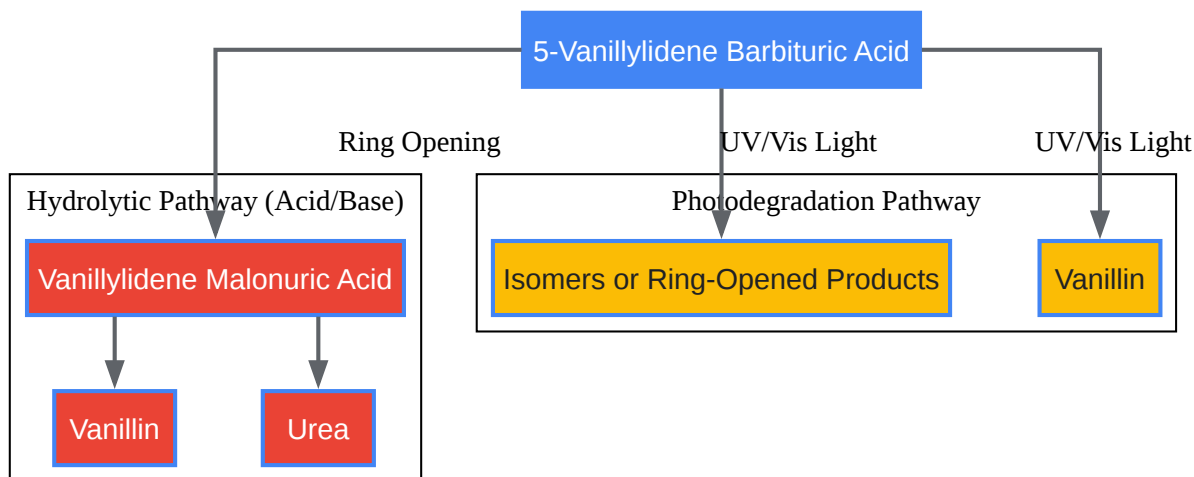 5-Vanillylidene Barbituric Acid
Ring Opening
UV/Vis Light
UV/Vis Light
Hydrolytic Pathway (Acid/Base)
Photodegradation Pathway
Vanillylidene Malonuric Acid
Isomers or Ring-Opened Products
Vanillin
Vanillin
Urea